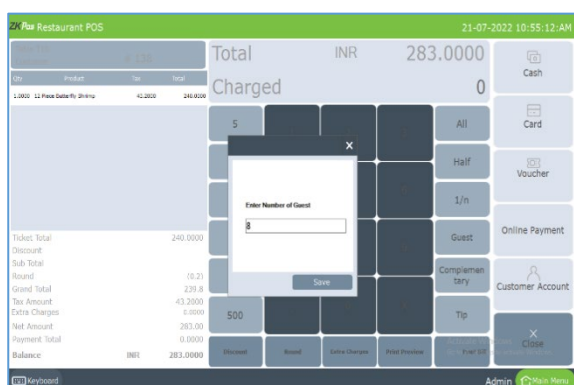 ZKPos Restaurant POS
21-07-2022 10:55:12:AM
# 138
Qty Product Tax Total
1.0000 12 Piece Butterfly Shrimp 43.2000 240.0000
Ticket Total 240.0000
Discount
Sub Total
Round (0.2)
Grand Total 239.8
Tax Amount 43.2000
Extra Charges 0.0000
Net Amount 283.00
Payment Total 0.0000
Balance INR 283.0000
Total INR 283.0000
Charged 0
5
500
X
Enter Number of Guest
8
Save
All
Half
1/n
Guest
Complemen
tary
Tip
Discount Round Extra Charges Print Preview
Cash
Card
Voucher
Online Payment
Customer Account
X
Close
Keyboard
Admin Main Menu